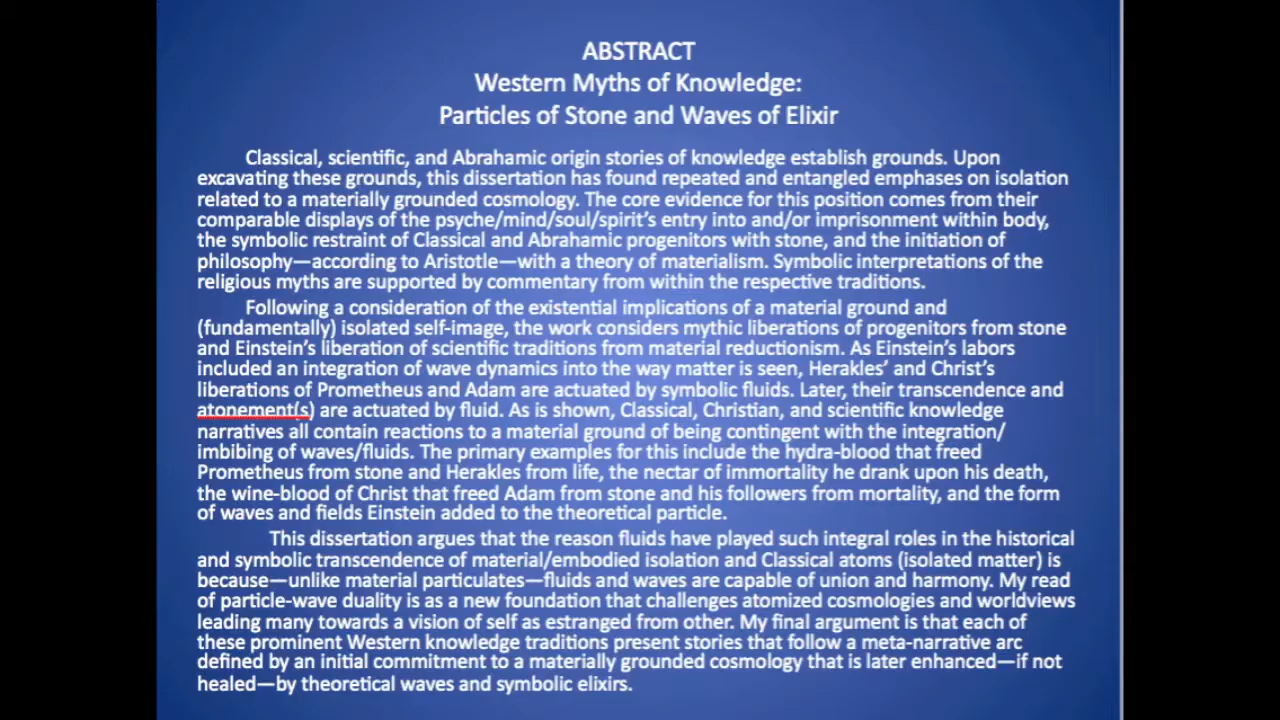 ABSTRACT
Western Myths of Knowledge:
Particles of Stone and Waves of Elixir
Classical, scientific, and Abrahamic origin stories of knowledge establish grounds. Upon
excavating these grounds, this dissertation has found repeated and entangled emphases on isolation
related to a materially grounded cosmology. The core evidence for this position comes from their
comparable displays of the psyche/mind/soul/spirit's entry into and/or imprisonment within body,
the symbolic restraint of Classical and Abrahamic progenitors with stone, and the initiation of
philosophy—according to Aristotle—with a theory of materialism. Symbolic interpretations of the
religious myths are supported by commentary from within the respective traditions.
Following a consideration of the existential implications of a material ground and
(fundamentally) isolated self-image, the work considers mythic liberations of progenitors from stone
and Einstein's liberation of scientific traditions from material reductionism. As Einstein's labors
included an integration of wave dynamics into the way matter is seen, Herakles' and Christ's
liberations of Prometheus and Adam are actuated by symbolic fluids. Later, their transcendence and
atonement(s) are actuated by fluid. As is shown, Classical, Christian, and scientific knowledge
narratives all contain reactions to a material ground of being contingent with the integration/
imbibing of waves/fluids. The primary examples for this include the hydra-blood that freed
Prometheus from stone and Herakles from life, the nectar of immortality he drank upon his death,
the wine-blood of Christ that freed Adam from stone and his followers from mortality, and the form
of waves and fields Einstein added to the theoretical particle.
This dissertation argues that the reason fluids have played such integral roles in the historical
and symbolic transcendence of material/embodied isolation and Classical atoms (isolated matter) is
because—unlike material particulates—fluids and waves are capable of union and harmony. My read
of particle-wave duality is as a new foundation that challenges atomized cosmologies and worldviews
leading many towards a vision of self as estranged from other. My final argument is that each of
these prominent Western knowledge traditions present stories that follow a meta-narrative arc
defined by an initial commitment to a materially grounded cosmology that is later enhanced—if not
healed—by theoretical waves and symbolic elixirs.